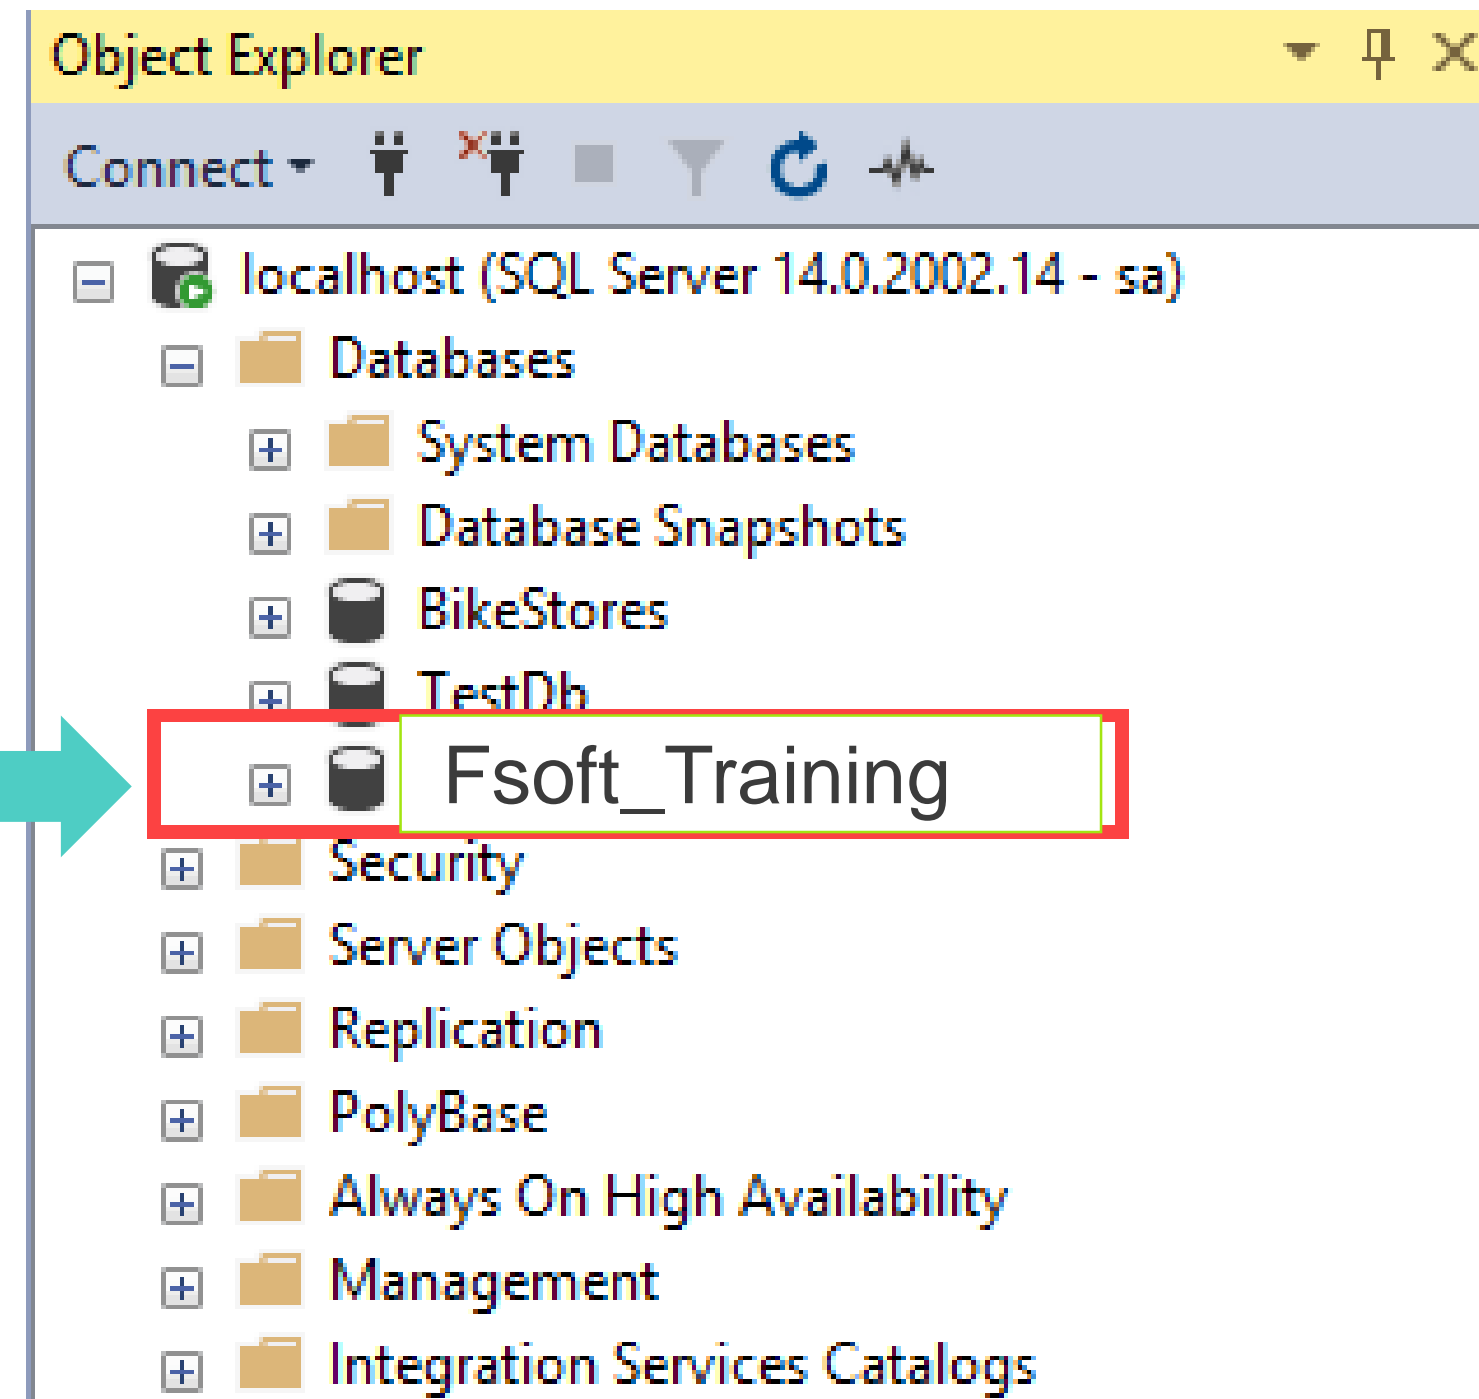 Object Explorer
Connect
localhost (SQL Server 14.0.2002.14 - sa)
Databases
System Databases
Database Snapshots
BikeStores
TestDb
Fsoft_Training
Security
Server Objects
Replication
PolyBase
Always On High Availability
Management
Integration Services Catalogs